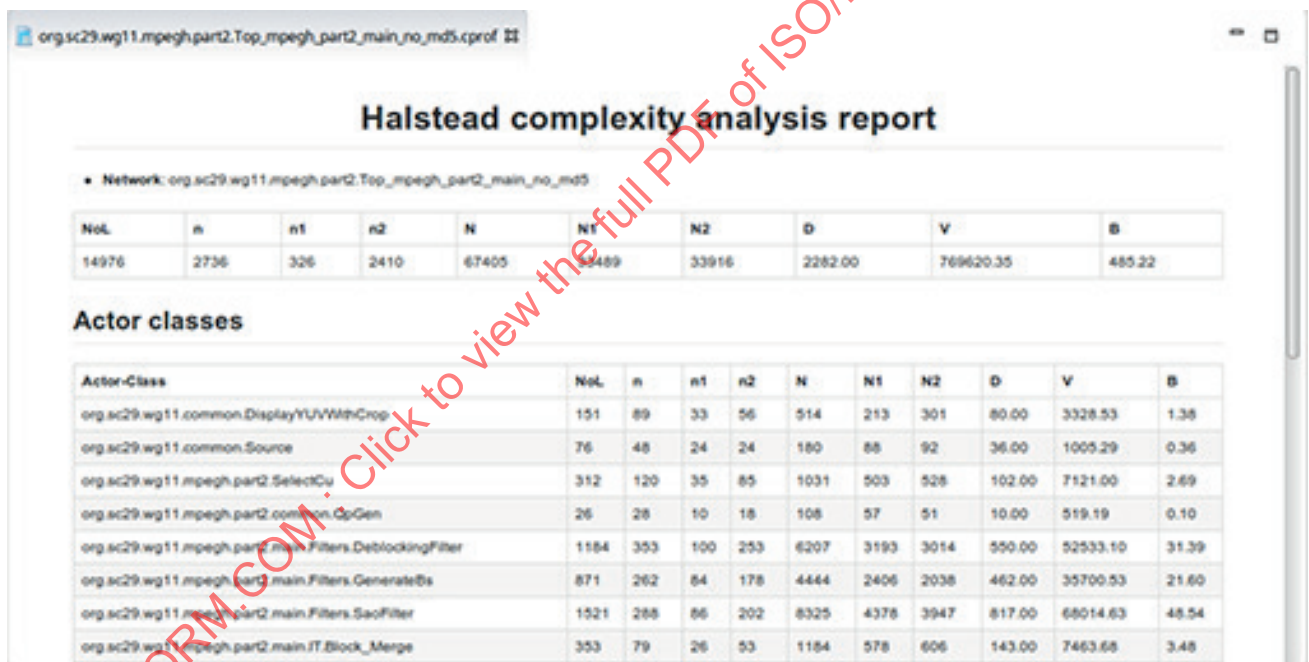 org.sc29.wg11.mpegh.part2.Top_mpegh_part2_main_no_md5.cprof
Halstead complexity analysis report
• Network: org.sc29.wg11.mpegh.part2.Top_mpegh_part2_main_no_md5
NoL n n1 n2 N N1 N2 D V B
14976 2736 326 2410 67405 33489 33916 2282.00 769620.35 485.22
Actor classes
Actor-Class NoL n n1 n2 N N1 N2 D V B
org.sc29.wg11.common.DisplayYUVWithCrop 151 89 33 56 514 213 301 80.00 3328.53 1.38
org.sc29.wg11.common.Source 76 48 24 24 180 88 92 36.00 1005.29 0.36
org.sc29.wg11.mpegh.part2.SelectCu 312 120 35 85 1031 503 528 102.00 7121.00 2.69
org.sc29.wg11.mpegh.part2.common.QpGen 26 28 10 18 108 57 51 10.00 519.19 0.10
org.sc29.wg11.mpegh.part2.main.Filters.DeblockingFilter 1184 353 100 253 6207 3193 3014 550.00 52533.10 31.39
org.sc29.wg11.mpegh.part2.main.Filters.GenerateBs 871 262 84 178 4444 2406 2038 462.00 35700.53 21.60
org.sc29.wg11.mpegh.part2.main.Filters.SaoFilter 1521 288 86 202 8325 4378 3947 817.00 68014.63 48.54
org.sc29.wg11.mpegh.part2.main.IT.Block_Merge 353 79 26 53 1184 578 606 143.00 7463.68 3.48
RM.COM : Click to view the full PDF of ISO/